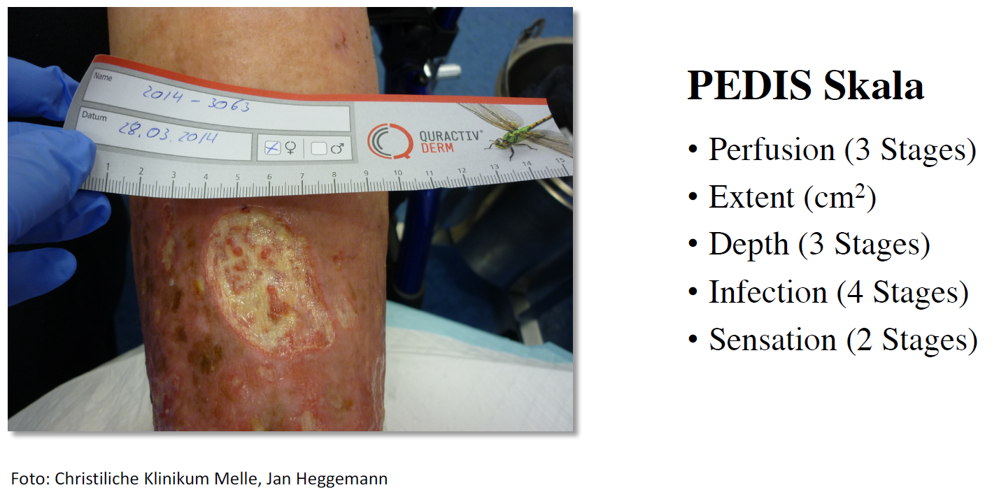 Name
2014 - 3063
Datum
28.03.2014
♀ ♂
QURACTIV®
DERM
1 2 3 4 5 6 7 8 9 10 11 12 13 14 15
PEDIS Skala
• Perfusion (3 Stages)
• Extent (cm²)
• Depth (3 Stages)
• Infection (4 Stages)
• Sensation (2 Stages)
Foto: Christiliche Klinikum Melle, Jan Heggemann